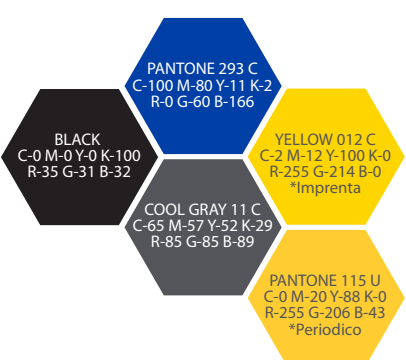 PANTONE 293 C
C-100 M-80 Y-11 K-2
R-0 G-60 B-166
BLACK
C-0 M-0 Y-0 K-100
R-35 G-31 B-32
YELLOW 012 C
C-2 M-12 Y-100 K-0
R-255 G-214 B-0
*Imprenta
COOL GRAY 11 C
C-65 M-57 Y-52 K-29
R-85 G-85 B-89
PANTONE 115 U
C-0 M-20 Y-88 K-0
R-255 G-206 B-43
*Periodico